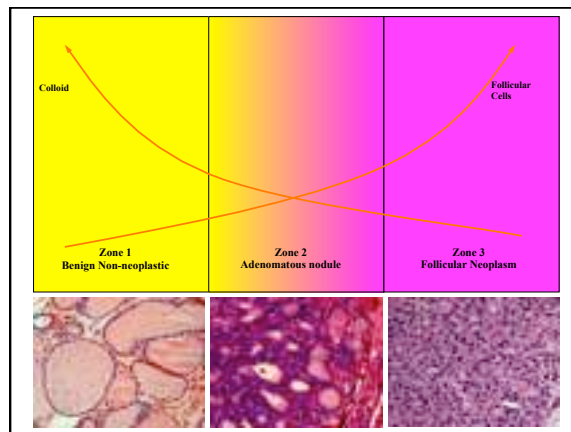 Colloid
Follicular
Cells
Zone 1
Benign Non-neoplastic
Zone 2
Adenomatous nodule
Zone 3
Follicular Neoplasm